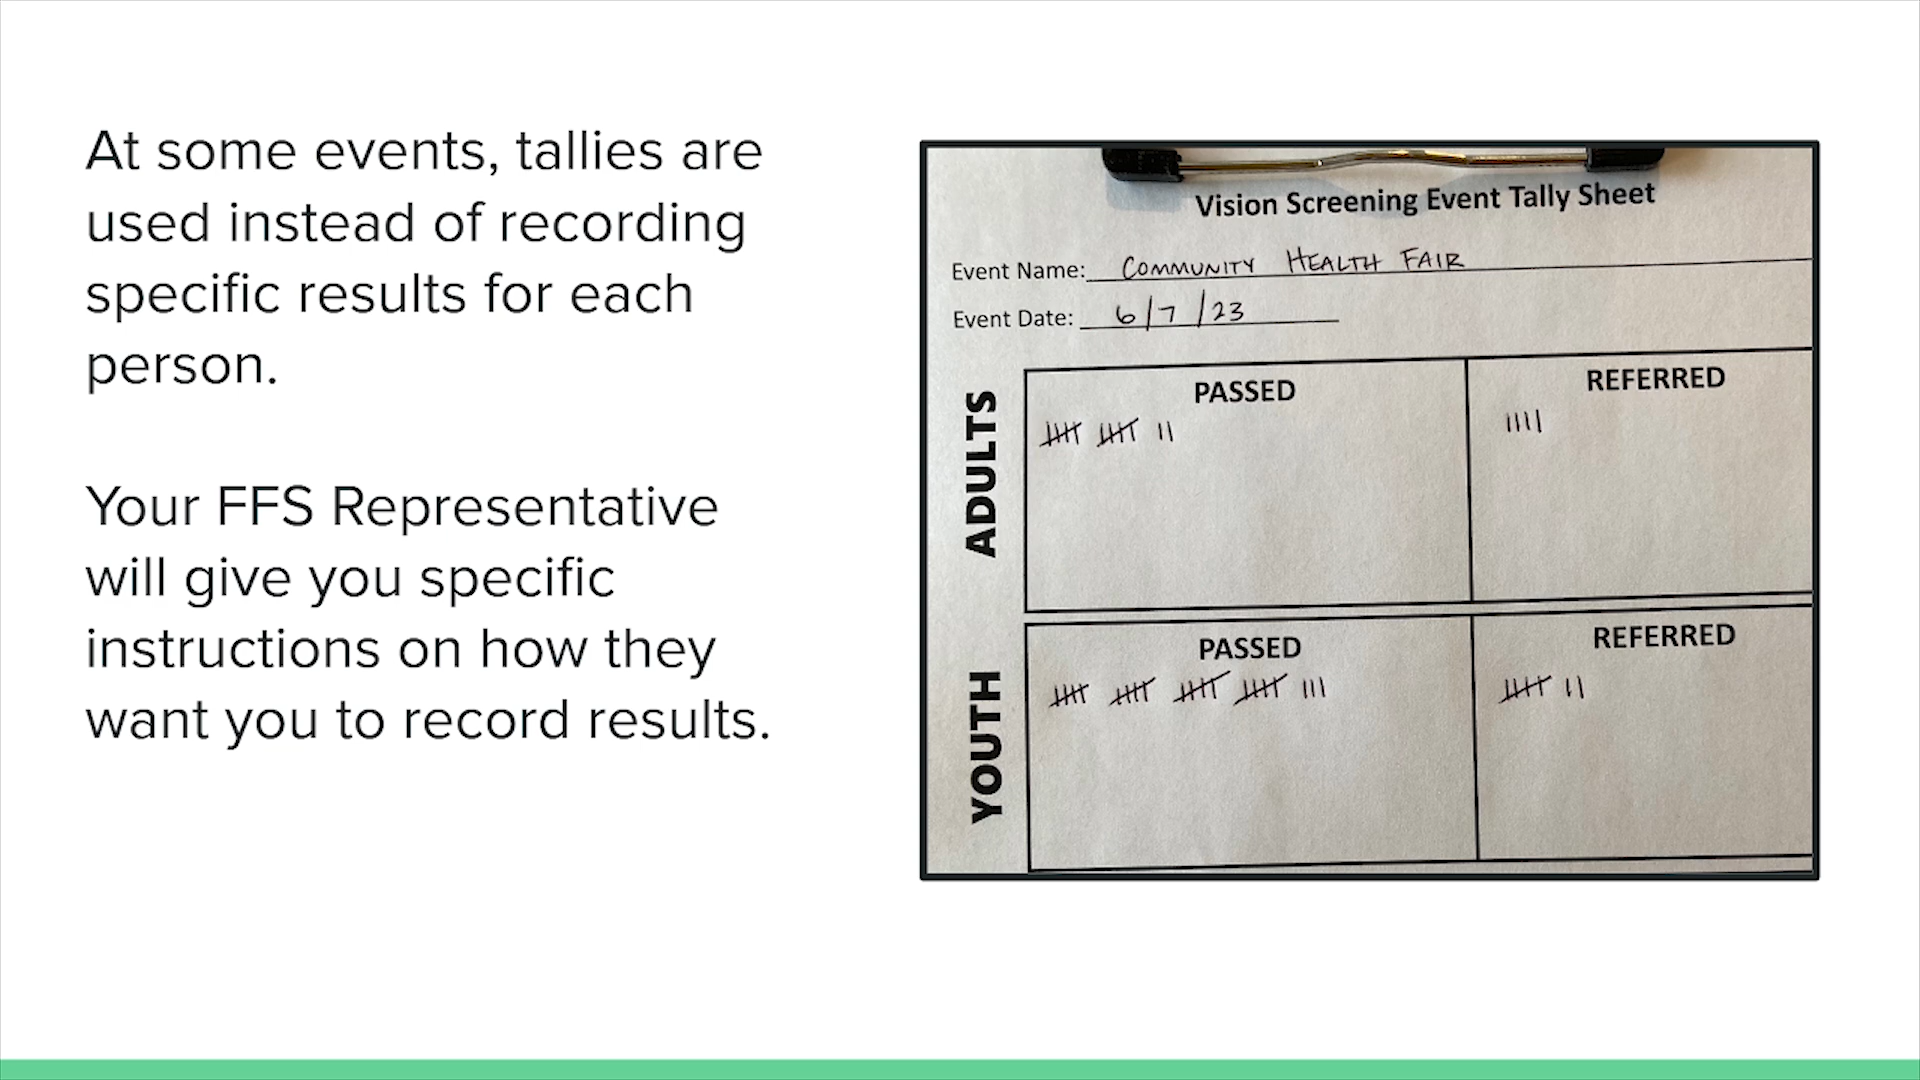 At some events, tallies are
used instead of recording
specific results for each
person.
Your FFS Representative
will give you specific
instructions on how they
want you to record results.
Vision Screening Event Tally Sheet
Event Name: COMMUNITY HEALTH FAIR
Event Date: 6/7/23
ADULTS
PASSED
REFERRED
YOUTH
PASSED
REFERRED